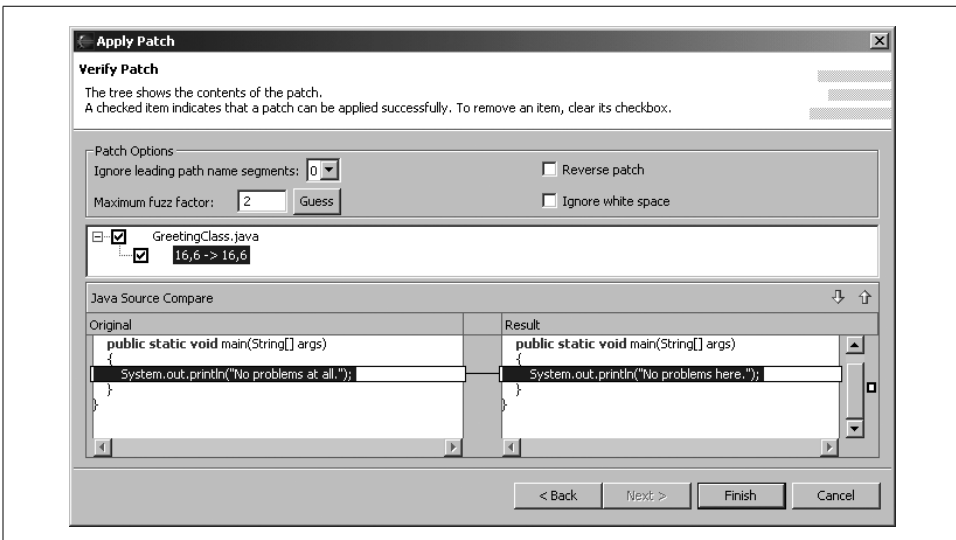 Apply Patch
Verify Patch
The tree shows the contents of the patch.
A checked item indicates that a patch can be applied successfully. To remove an item, clear its checkbox.
Patch Options
Ignore leading path name segments: 0
Reverse patch
Maximum fuzz factor: 2 Guess
Ignore white space
GreetingClass.java
16,6 -> 16,6
Java Source Compare
Original
public static void main(String[] args)
{
System.out.println("No problems at all.");
}
}
Result
public static void main(String[] args)
{
System.out.println("No problems here.");
}
}
< Back Next > Finish Cancel